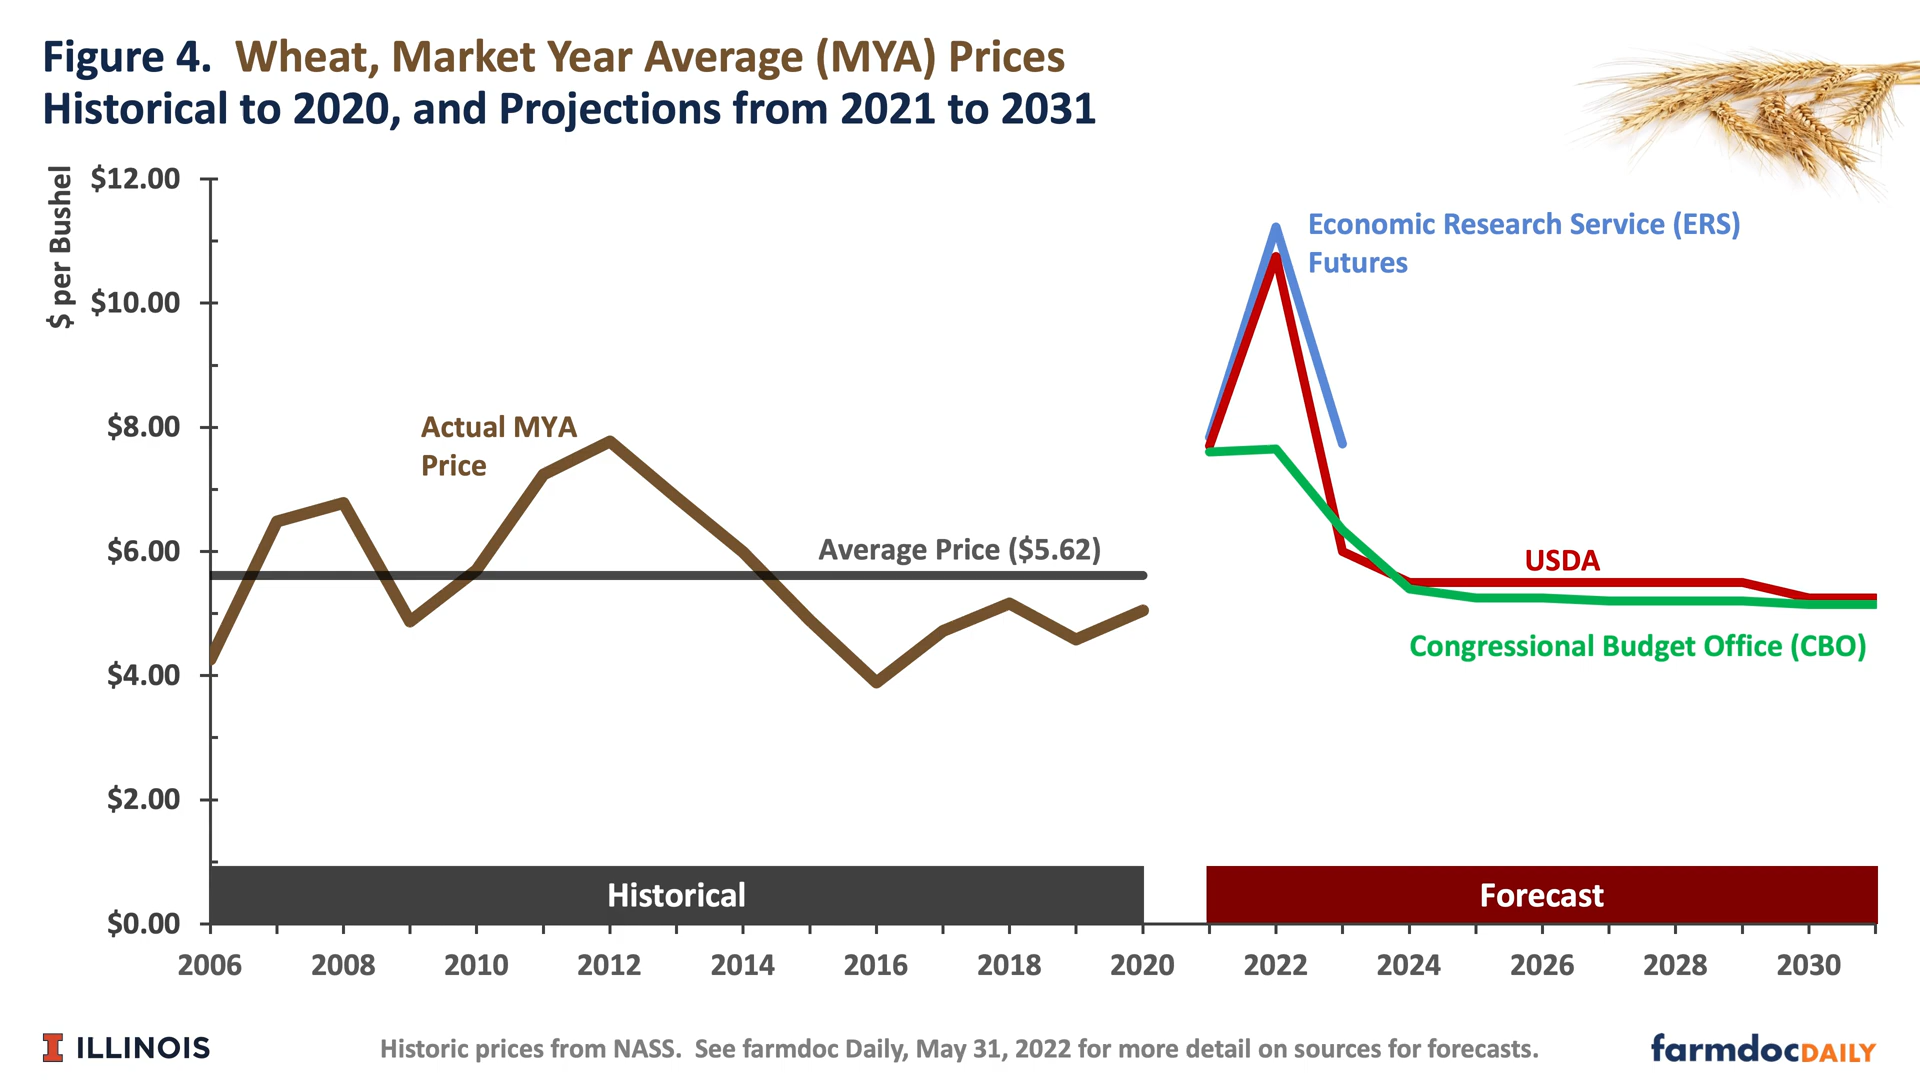 Figure 4.  Wheat, Market Year Average (MYA) Prices
Historical to 2020, and Projections from 2021 to 2031
$ per Bushel
$12.00
$10.00
$8.00
$6.00
$4.00
$2.00
$0.00
Economic Research Service (ERS)
Futures
Actual MYA
Price
Average Price ($5.62)
USDA
Congressional Budget Office (CBO)
Historical
Forecast
2006 2008 2010 2012 2014 2016 2018 2020 2022 2024 2026 2028 2030
I ILLINOIS
Historic prices from NASS.  See farmdoc Daily, May 31, 2022 for more detail on sources for forecasts.
farmdocDAILY